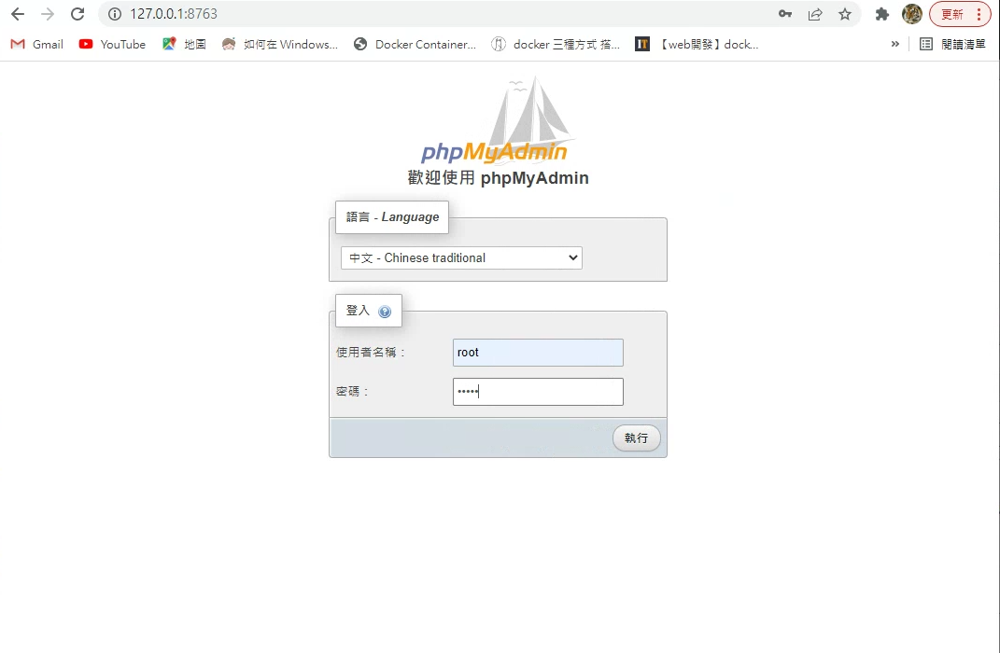 127.0.0.1:8763
更新
Gmail
YouTube
地圖
如何在 Windows...
Docker Container...
docker 三種方式 搭...
【web開發】dock...
»
閱讀清單
phpMyAdmin
歡迎使用 phpMyAdmin
語言 - Language
中文 - Chinese traditional
登入
使用者名稱：
root
密碼：
•••••
執行